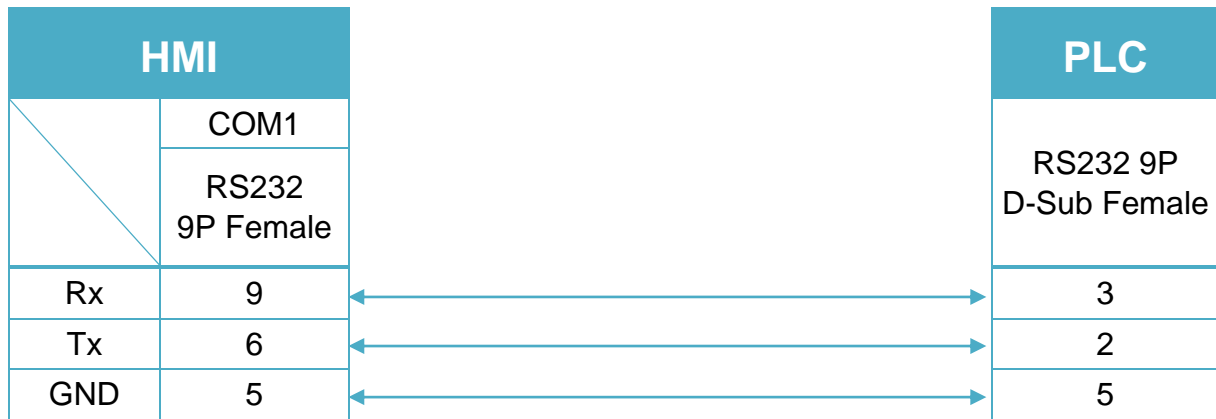 HMI
PLC
COM1
RS232
9P Female
RS232 9P
D-Sub Female
Rx 9 3
Tx 6 2
GND 5 5